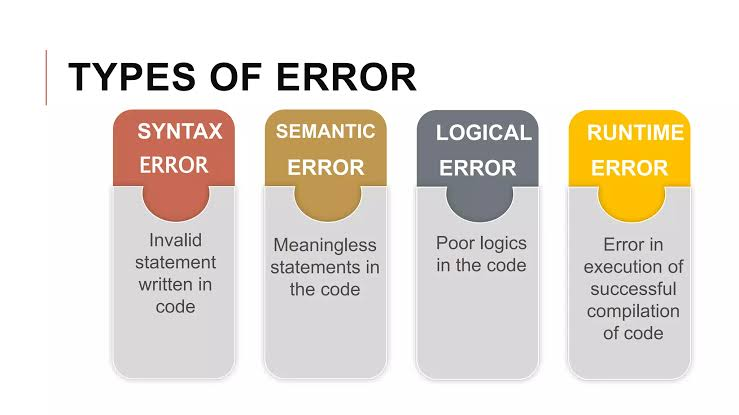 TYPES OF ERROR
SYNTAX
ERROR
Invalid
statement
written in
code
SEMANTIC
ERROR
Meaningless
statements in
the code
LOGICAL
ERROR
Poor logics
in the code
RUNTIME
ERROR
Error in
execution of
successful
compilation
of code